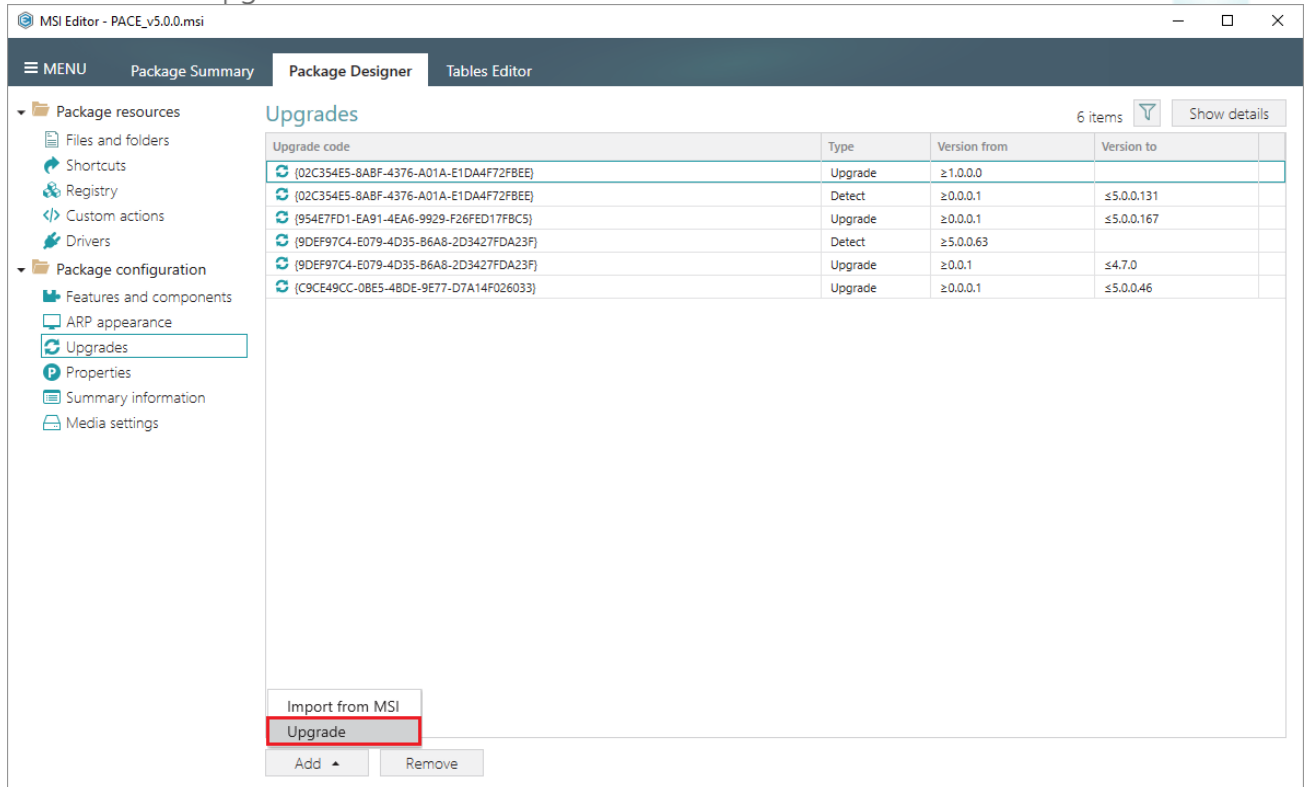 MSI Editor - PACE_v5.0.0.msi
MENU Package Summary Package Designer Tables Editor
Package resources
Files and folders
Shortcuts
Registry
Custom actions
Drivers
Package configuration
Features and components
ARP appearance
Upgrades
Properties
Summary information
Media settings
Upgrades 6 items Show details
Upgrade code Type Version from Version to
{02C354E5-8ABF-4376-A01A-E1DA4F72FBEE} Upgrade ≥1.0.0.0
{02C354E5-8ABF-4376-A01A-E1DA4F72FBEE} Detect ≥0.0.0.1 ≤5.0.0.131
{954E7FD1-EA91-4EA6-9929-F26FED17FBC5} Upgrade ≥0.0.0.1 ≤5.0.0.167
{9DEF97C4-E079-4D35-B6A8-2D3427FDA23F} Detect ≥5.0.0.63
{9DEF97C4-E079-4D35-B6A8-2D3427FDA23F} Upgrade ≥0.0.1 ≤4.7.0
{C9CE49CC-0BE5-4BDE-9E77-D7A14F026033} Upgrade ≥0.0.0.1 ≤5.0.0.46
Import from MSI
Upgrade
Add Remove